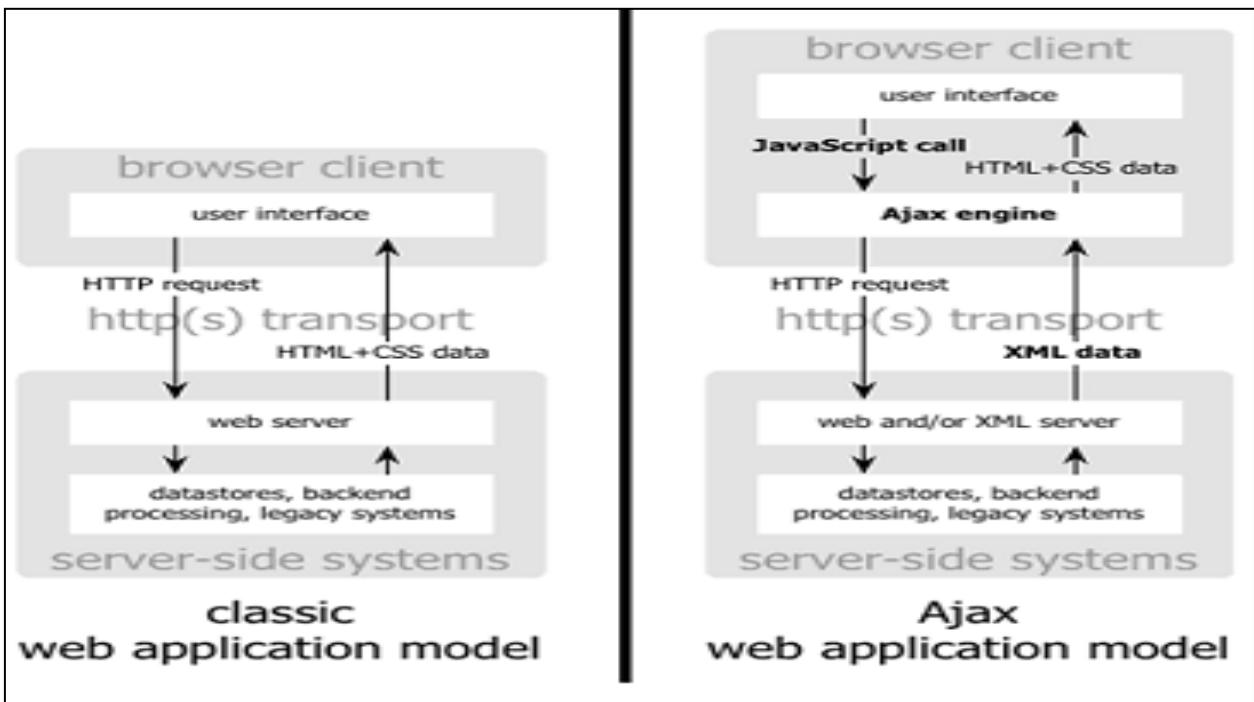 browser client
user interface
HTTP request
http(s) transport
HTML+CSS data
web server
datastores, backend
processing, legacy systems
server-side systems
classic
web application model
browser client
user interface
JavaScript call
HTML+CSS data
Ajax engine
HTTP request
http(s) transport
XML data
web and/or XML server
datastores, backend
processing, legacy systems
server-side systems
Ajax
web application model